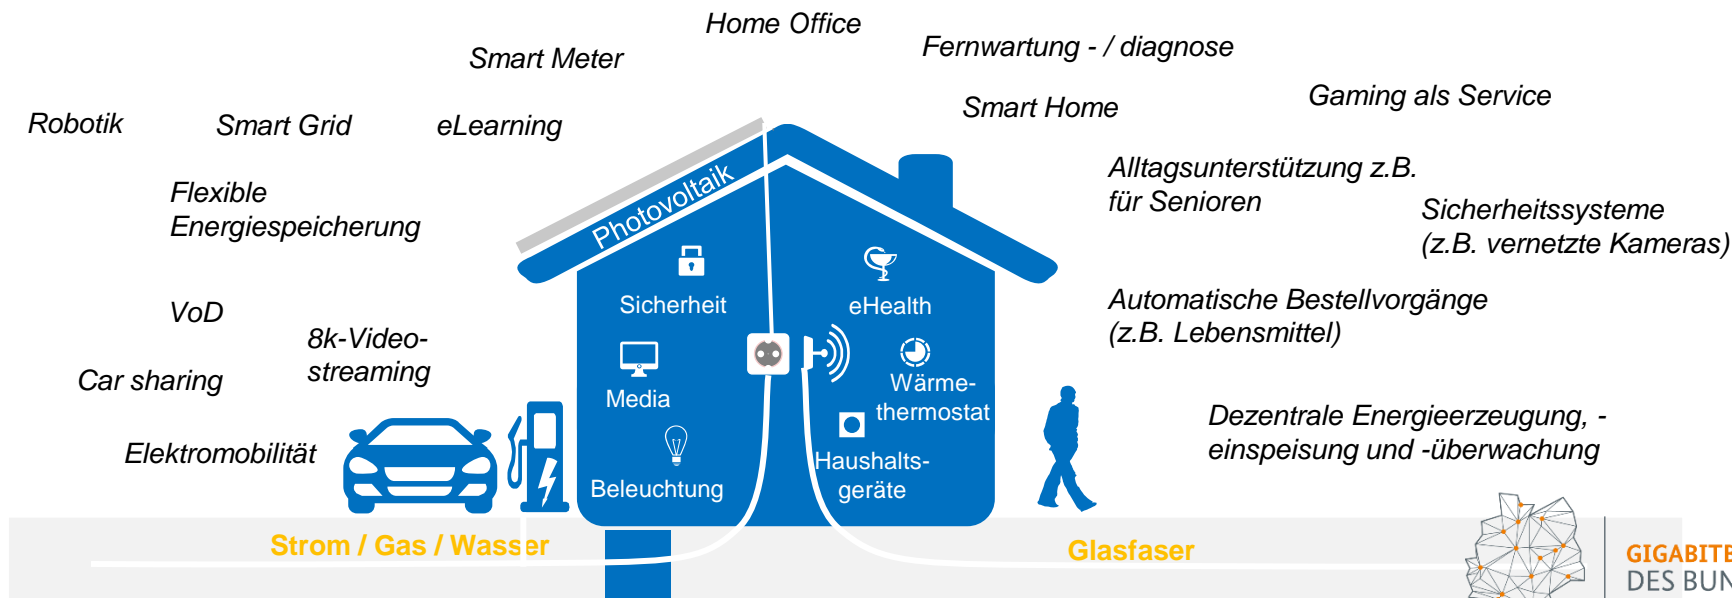 Home Office
Smart Meter
Fernwartung - / diagnose
Robotik
Smart Grid
eLearning
Smart Home
Gaming als Service
Flexible
Energiespeicherung
Photovoltaik
Alltagsunterstützung z.B.
für Senioren
Sicherheitssysteme
(z.B. vernetzte Kameras)
VoD
8k-Video-
streaming
Car sharing
Elektromobilität
Sicherheit
eHealth
Media
Wärme-
thermostat
Beleuchtung
Haushalts-
geräte
Automatische Bestellvorgänge
(z.B. Lebensmittel)
Dezentrale Energieerzeugung, -
einspeisung und -überwachung
Strom / Gas / Wasser
Glasfaser
GIGABITE
DES BUN